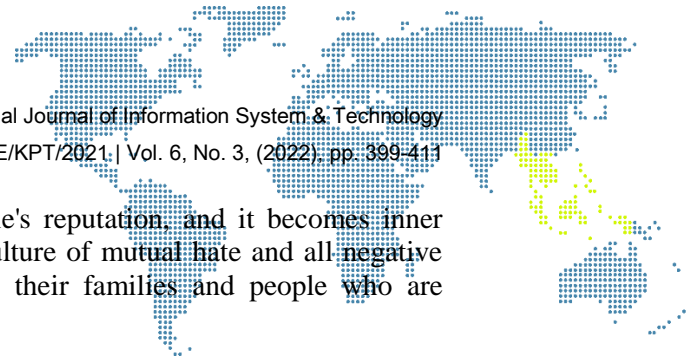 al Journal of Information System & Technology
E/KPT/2021 | Vol. 6, No. 3, (2022), pp. 399-411
e's reputation, and it becomes inner
ulture of mutual hate and all negative
their families and people who are